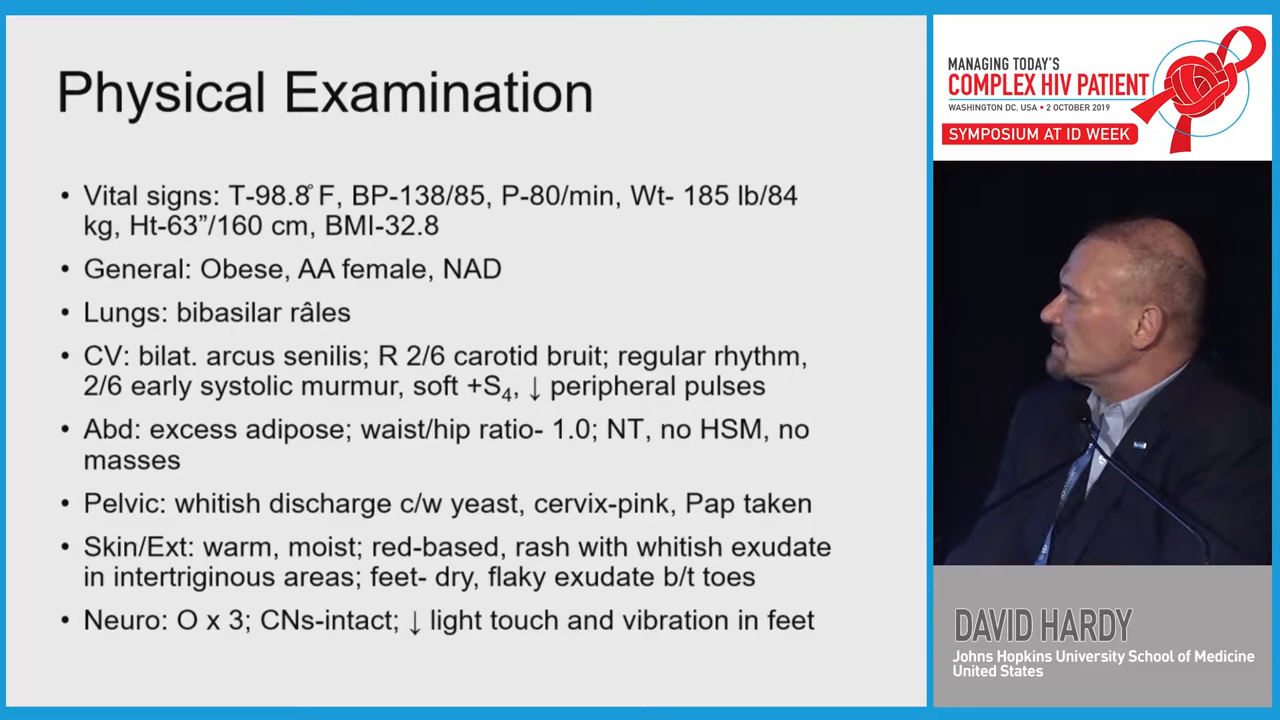 Physical Examination
• Vital signs: T-98.8° F, BP-138/85, P-80/min, Wt- 185 lb/84
kg, Ht-63”/160 cm, BMI-32.8
• General: Obese, AA female, NAD
• Lungs: bibasilar râles
• CV: bilat. arcus senilis; R 2/6 carotid bruit; regular rhythm,
2/6 early systolic murmur, soft +S₄, ↓ peripheral pulses
• Abd: excess adipose; waist/hip ratio- 1.0; NT, no HSM, no
masses
• Pelvic: whitish discharge c/w yeast, cervix-pink, Pap taken
• Skin/Ext: warm, moist; red-based, rash with whitish exudate
in intertriginous areas; feet- dry, flaky exudate b/t toes
• Neuro: O x 3; CNs-intact; ↓ light touch and vibration in feet
MANAGING TODAY'S
COMPLEX HIV PATIENT
WASHINGTON DC, USA • 2 OCTOBER 2019
SYMPOSIUM AT ID WEEK
DAVID HARDY
Johns Hopkins University School of Medicine
United States